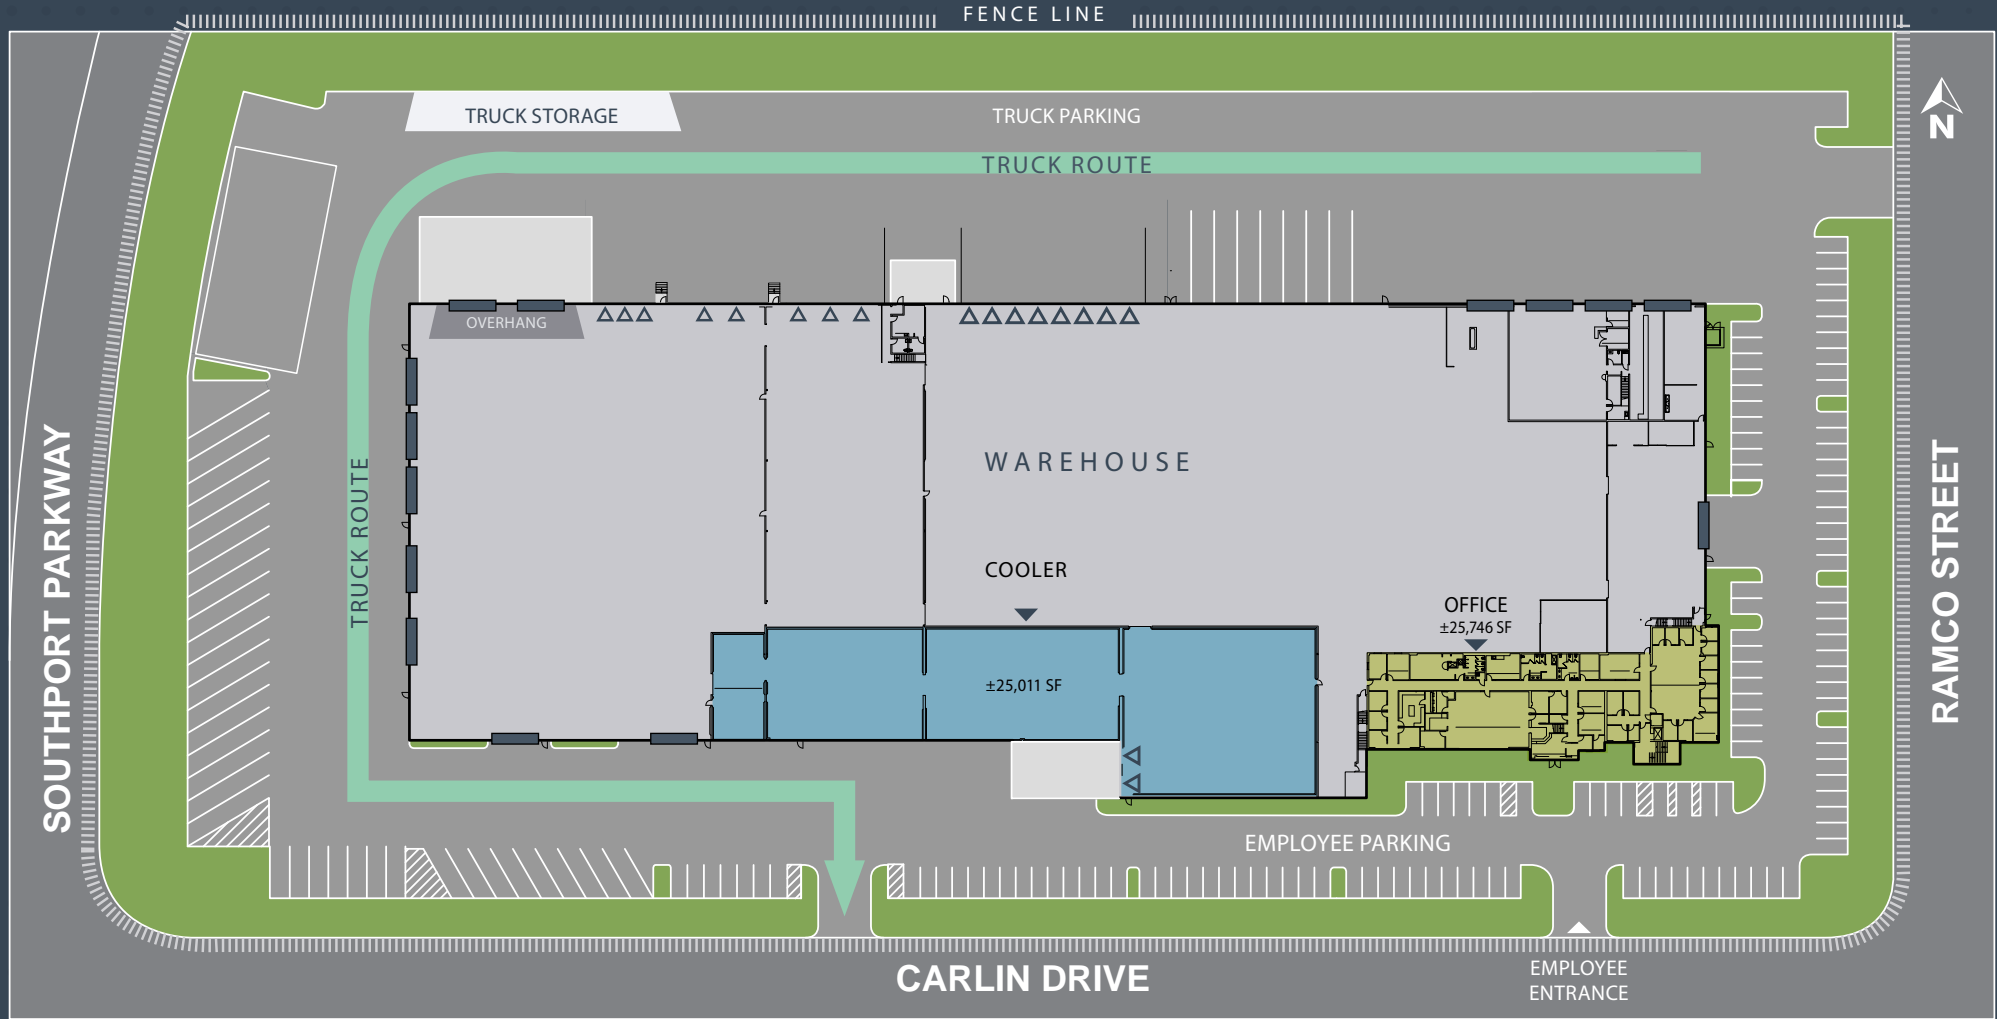 FENCE LINE
TRUCK STORAGE
TRUCK PARKING
N
TRUCK ROUTE
OVERHANG
WAREHOUSE
TRUCK ROUTE
SOUTHPORT PARKWAY
RAMCO STREET
COOLER
OFFICE
±25,746 SF
±25,011 SF
EMPLOYEE PARKING
CARLIN DRIVE
EMPLOYEE
ENTRANCE